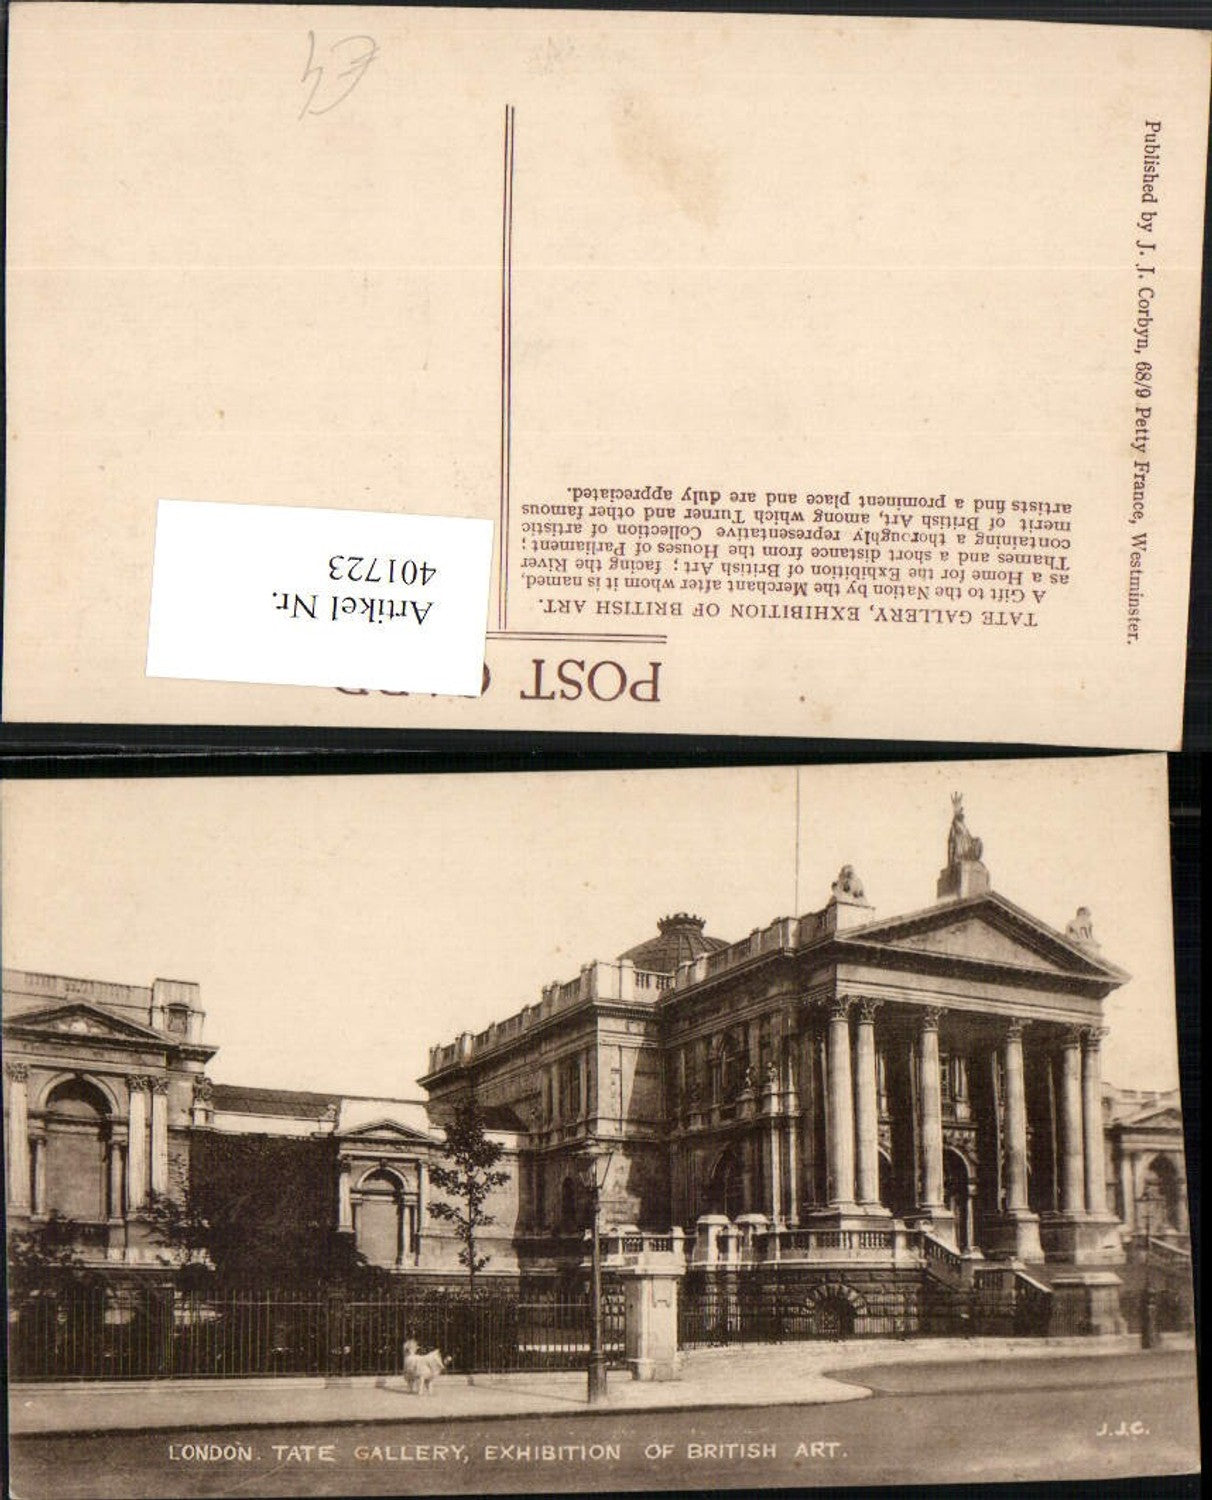 POST
TATE GALLERY, EXHIBITION OF BRITISH ART.
A Gift to the Nation by the Merchant after whom it is named,
as a Home for the Exhibition of British Art; facing the River
Thames and a short distance from the Houses of Parliament;
containing a thoroughly representative Collection of artistic
merit of British Art, among which Turner and other famous
artists find a prominent place and are duly appreciated.
Published by J. J. Corbyn, 68/9 Petty France, Westminster.
Artikel Nr.
401723
LONDON. TATE GALLERY, EXHIBITION OF BRITISH ART.
J.J.C.